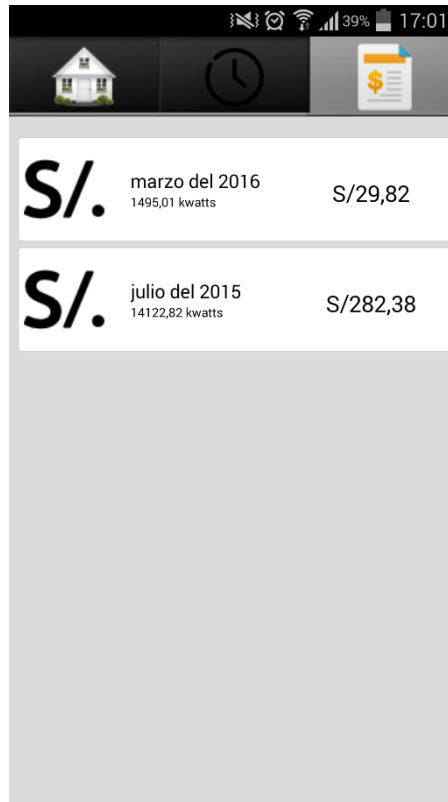 39% 17:01
$
S/. marzo del 2016 S/29,82
1495,01 kwatts
S/. julio del 2015 S/282,38
14122,82 kwatts